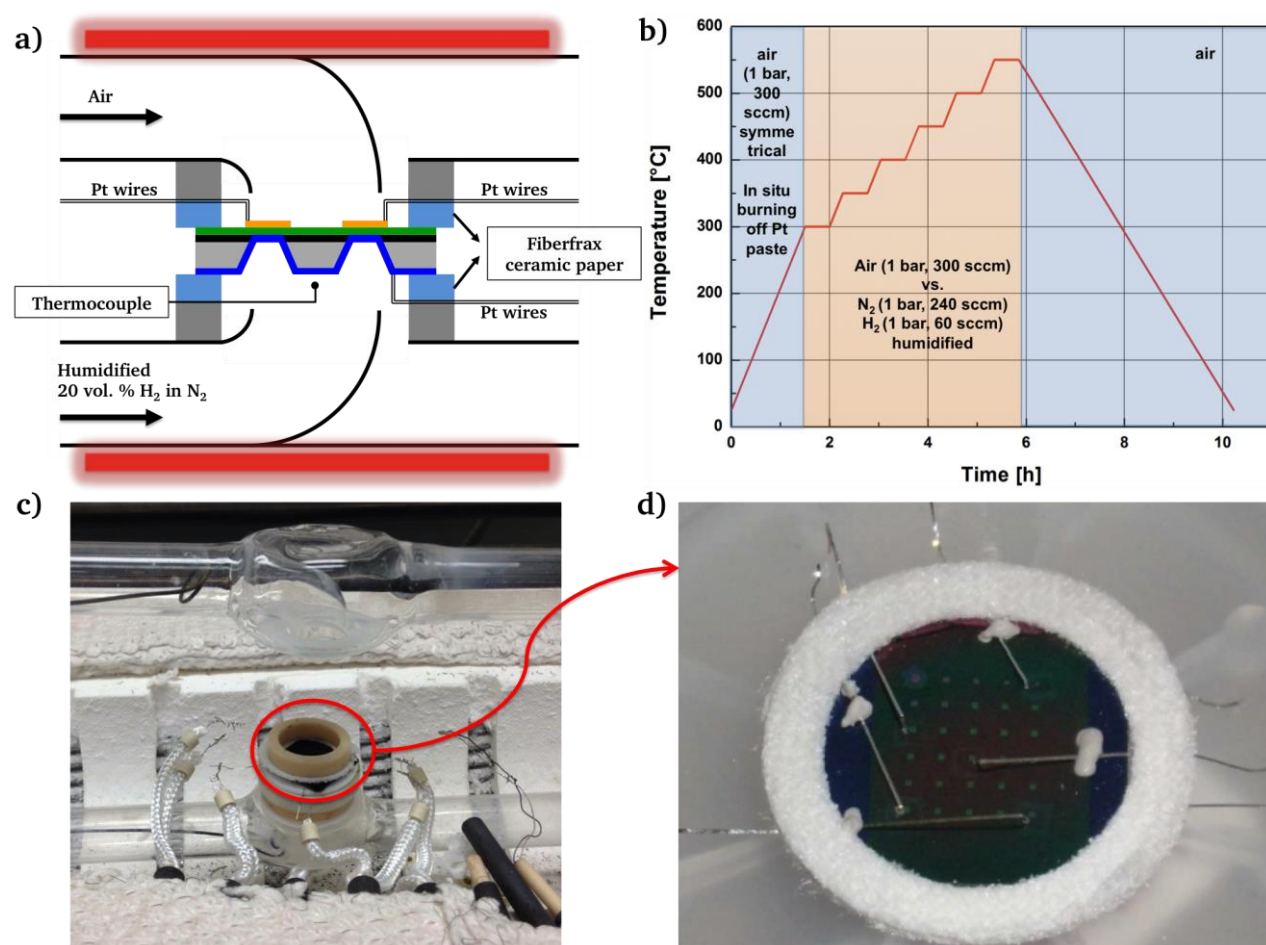 a)
Air
Pt wires
Pt wires
Fiberfrax
ceramic paper
Thermocouple
Pt wires
Humidified
20 vol. % H₂ in N₂
b)
Temperature [°C]
600
500
400
300
200
100
0
air
(1 bar,
300
sccm)
symme
trical
In situ
burning
off Pt
paste
Air (1 bar, 300 sccm)
vs.
N₂ (1 bar, 240 sccm)
H₂ (1 bar, 60 sccm)
humidified
air
0 2 4 6 8 10
Time [h]
c)
d)